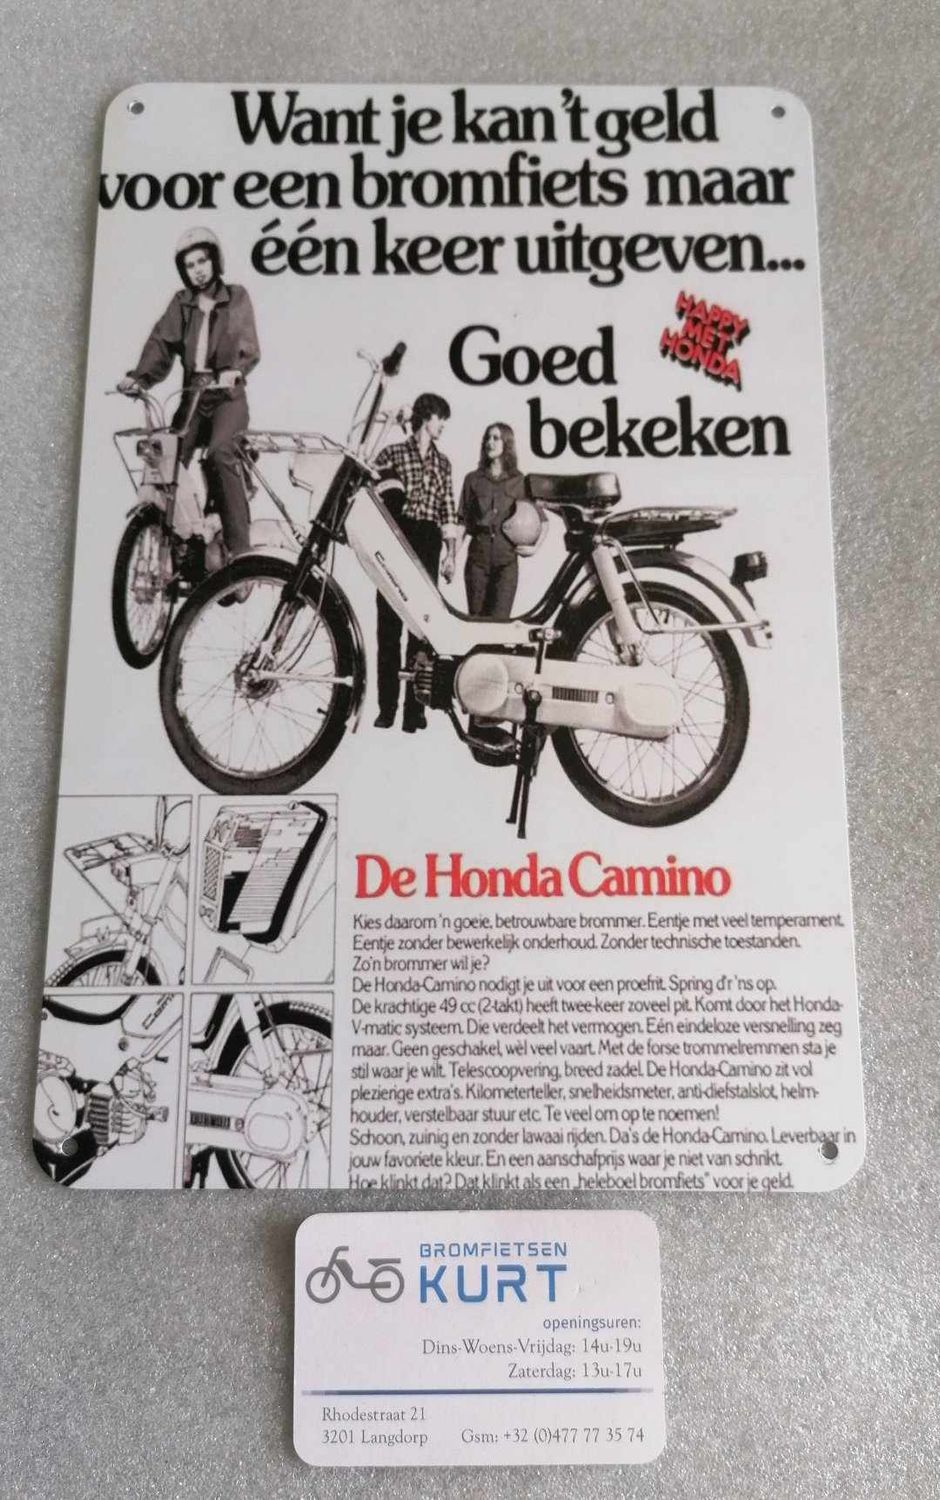 Want je kan't geld
voor een bromfiets maar
één keer uitgeven...
HAPPY
MET
HONDA
Goed
bekeken
Camino
De Honda Camino
Kies daarom 'n goeie, betrouwbare brommer. Eentje met veel temperament.
Eentje zonder bewerkelijk onderhoud. Zonder technische toestanden.
Zo'n brommer wil je?
De Honda-Camino nodigt je uit voor een proefrit. Spring d'r 'ns op.
De krachtige 49 cc (2-takt) heeft twee-keer zoveel pit. Komt door het Honda-
V-matic systeem. Die verdeelt het vermogen. Eén eindeloze versnelling zeg
maar. Geen geschakel, wèl veel vaart. Met de forse trommelremmen sta je
stil waar je wilt. Telescoopvering, breed zadel. De Honda-Camino zit vol
plezierige extra's. Kilometerteller, snelheidsmeter, anti-diefstalslot, helm-
houder, verstelbaar stuur etc. Te veel om op te noemen!
Schoon, zuinig en zonder lawaai rijden. Da's de Honda-Camino. Leverbaar in
jouw favoriete kleur. En een aanschafprijs waar je niet van schrikt.
Hoe klinkt dat? Dat klinkt als een „heleboel bromfiets" voor je geld.
BROMFIETSEN
KURT
openingsuren:
Dins-Woens-Vrijdag: 14u-19u
Zaterdag: 13u-17u
Rhodestraat 21
3201 Langdorp Gsm: +32 (0)477 77 35 74